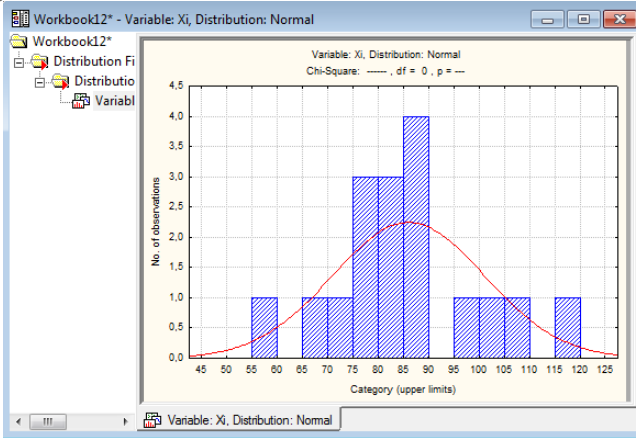 Workbook12* - Variable: Xi, Distribution: Normal
Workbook12*
Distribution Fi
Distributio
Variabl
Variable: Xi, Distribution: Normal
Chi-Square: ------ , df = 0 , p = ---
No. of observations
4,5
4,0
3,5
3,0
2,5
2,0
1,5
1,0
0,5
0,0
45 50 55 60 65 70 75 80 85 90 95 100 105 110 115 120 125
Category (upper limits)
Variable: Xi, Distribution: Normal